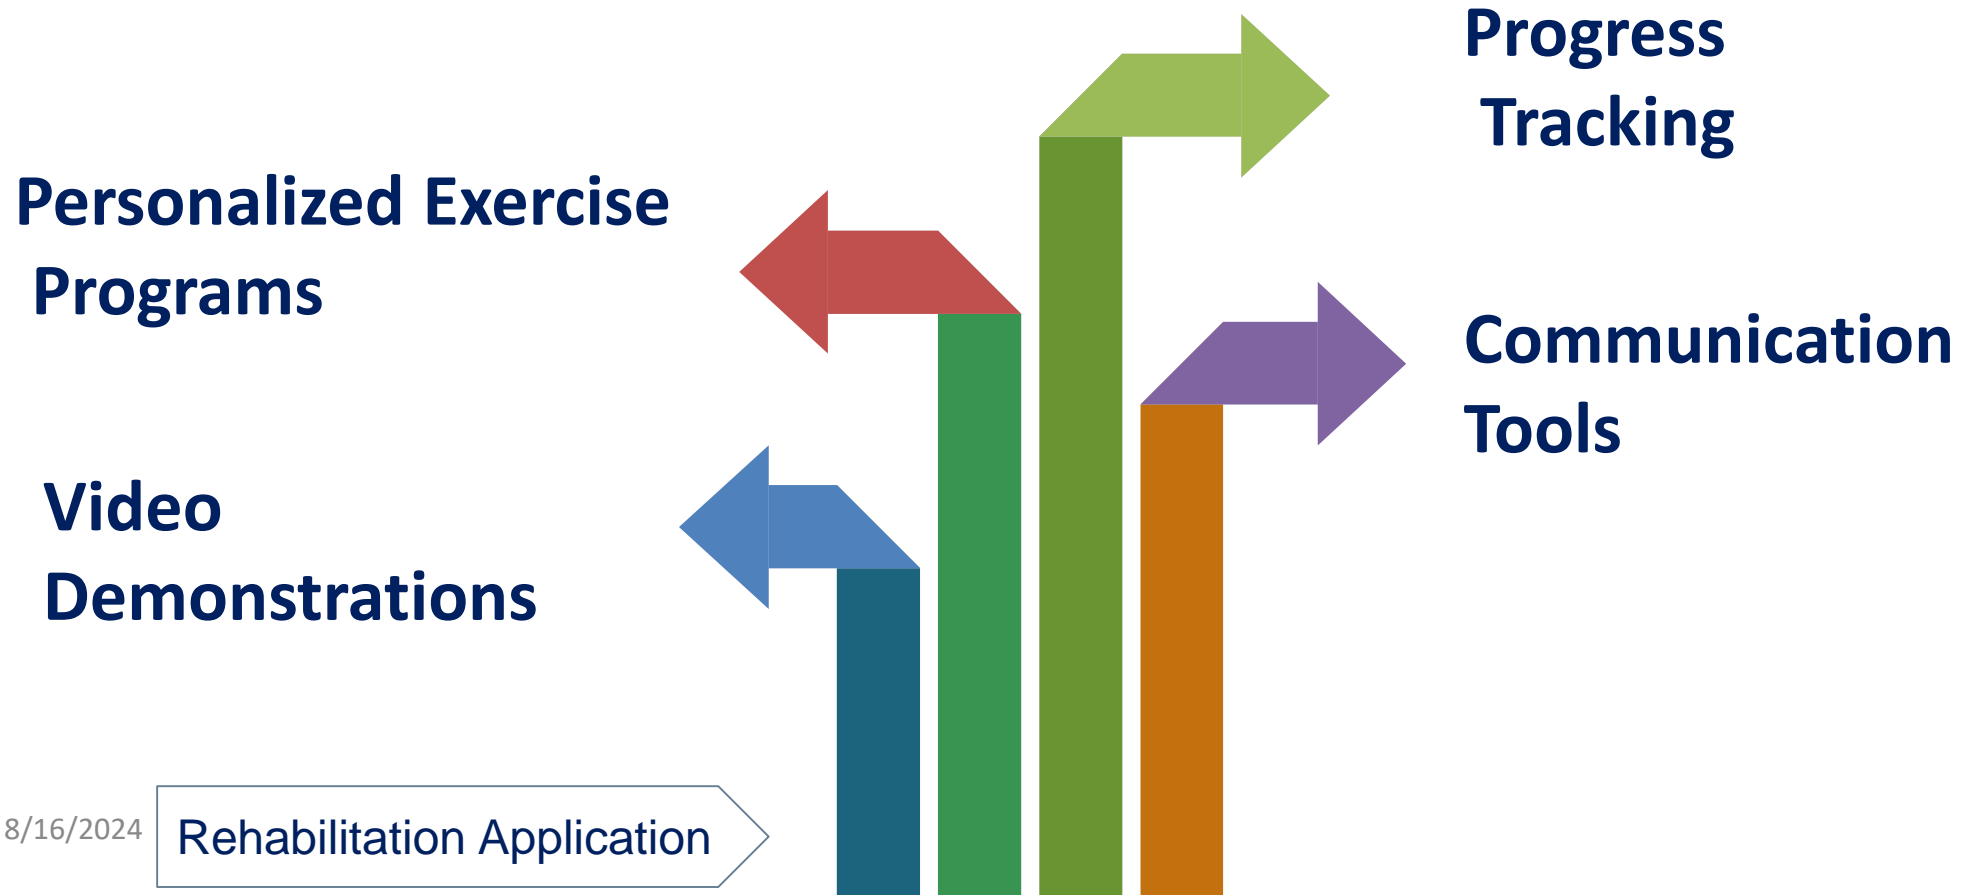 Progress
Tracking
Personalized Exercise
Programs
Communication
Tools
Video
Demonstrations
8/16/2024
Rehabilitation Application